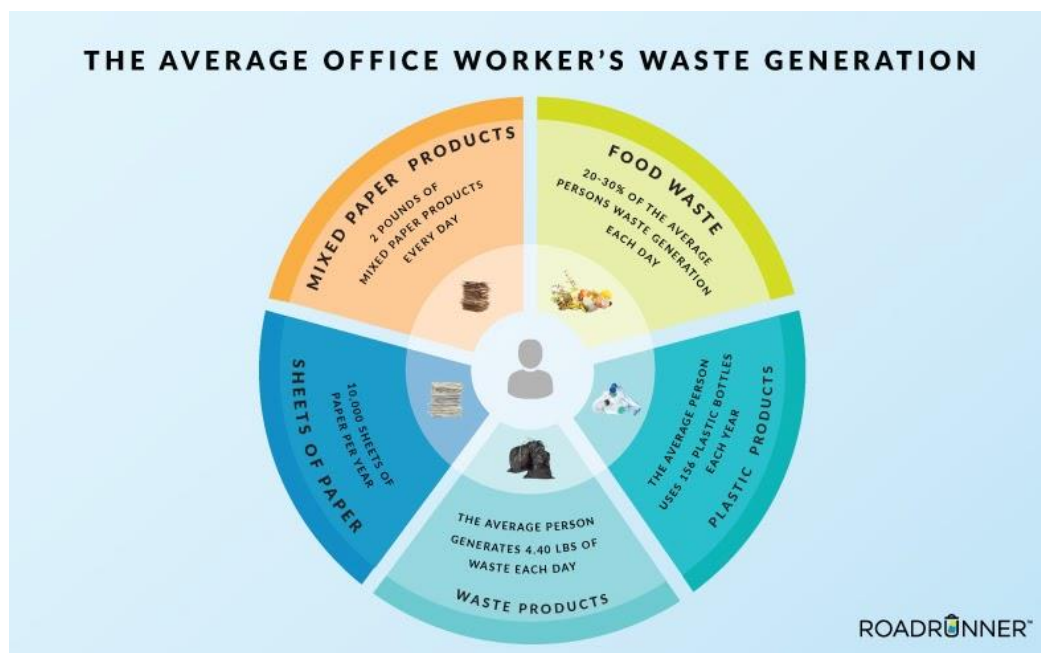 THE AVERAGE OFFICE WORKER'S WASTE GENERATION
MIXED PAPER PRODUCTS
2 POUNDS OF
MIXED PAPER PRODUCTS
EVERY DAY
FOOD WASTE
20-30% OF THE AVERAGE
PERSONS WASTE GENERATION
EACH DAY
SHEETS OF PAPER
10,000 SHEETS OF
PAPER PER YEAR
THE AVERAGE PERSON
USES 156 PLASTIC BOTTLES
EACH YEAR
PLASTIC PRODUCTS
THE AVERAGE PERSON
GENERATES 4.40 LBS OF
WASTE EACH DAY
WASTE PRODUCTS
ROADRUNNER™